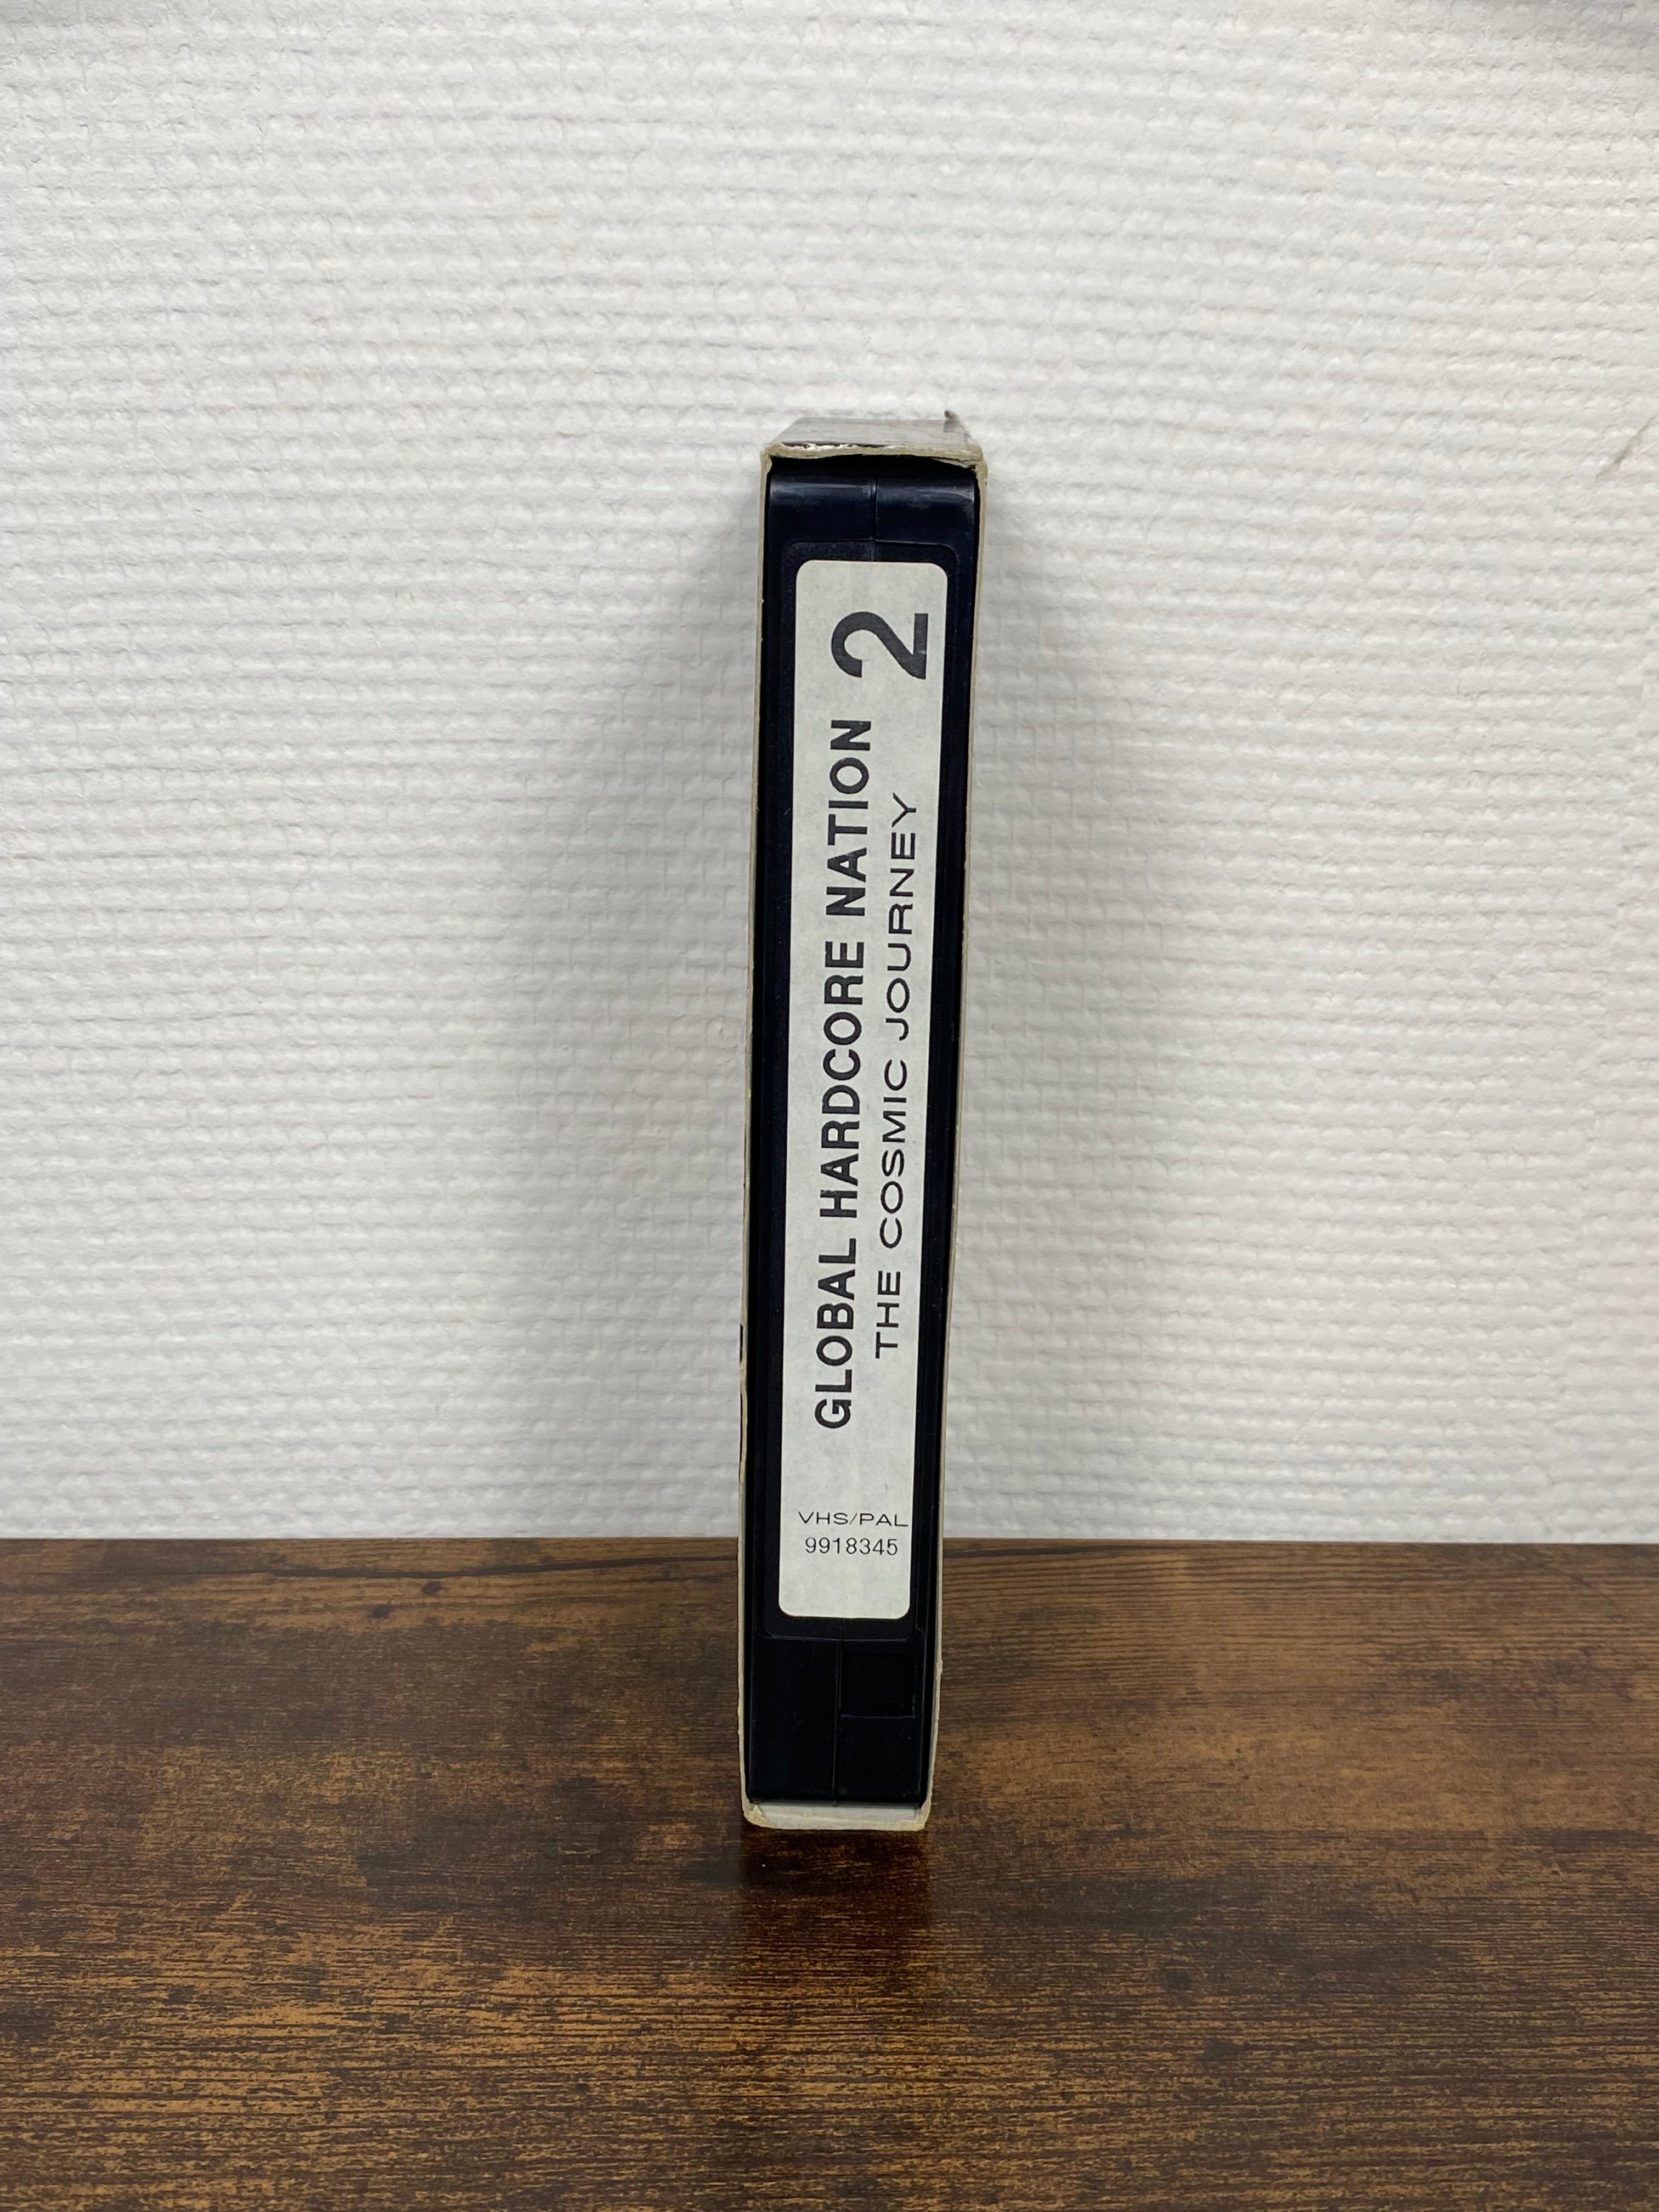 GLOBAL HARDCORE NATION 2
THE COSMIC JOURNEY
VHS/PAL
9918345